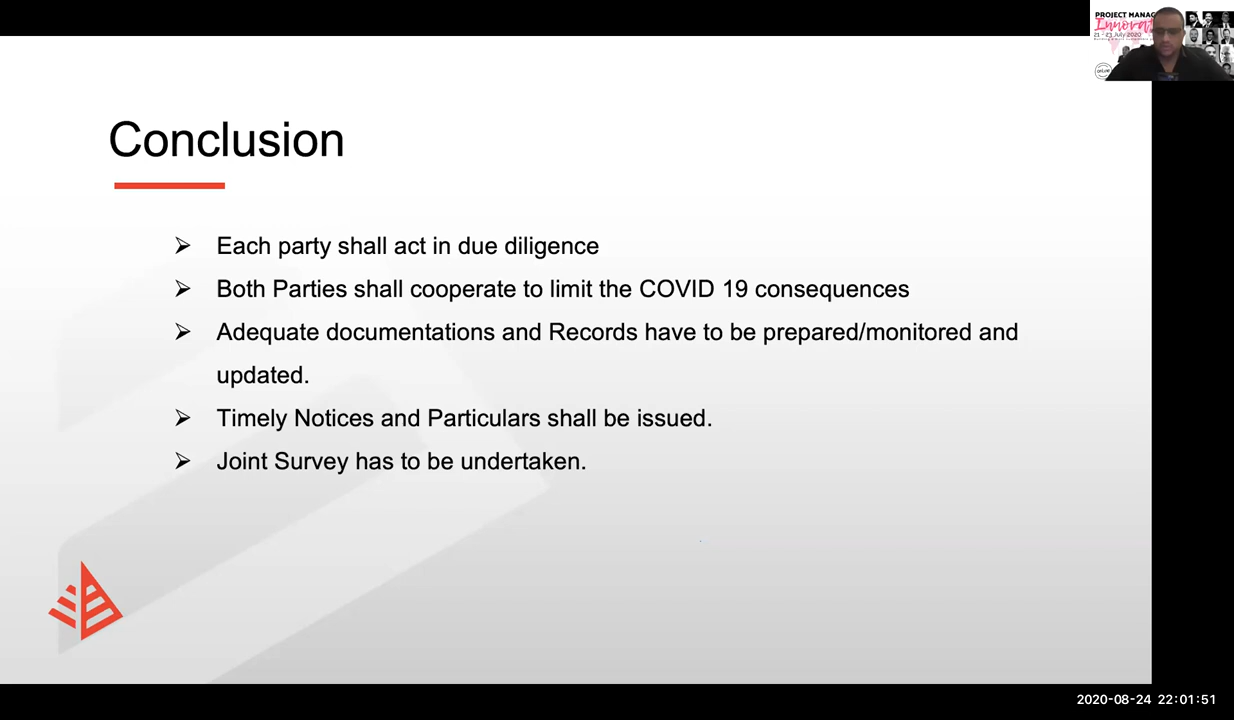 PROJECT MANAG
Innovat
21 - 23 July 2020
Conclusion
➢ Each party shall act in due diligence
➢ Both Parties shall cooperate to limit the COVID 19 consequences
➢ Adequate documentations and Records have to be prepared/monitored and
updated.
➢ Timely Notices and Particulars shall be issued.
➢ Joint Survey has to be undertaken.
2020-08-24 22:01:51